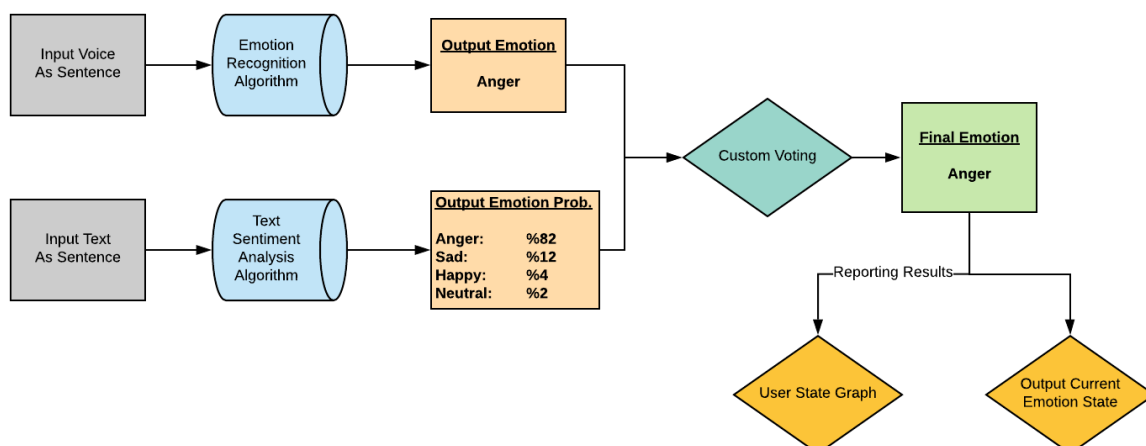 Input Voice
As Sentence
Emotion
Recognition
Algorithm
Output Emotion
Anger
Input Text
As Sentence
Text
Sentiment
Analysis
Algorithm
Output Emotion Prob.
Anger: %82
Sad: %12
Happy: %4
Neutral: %2
Custom Voting
Final Emotion
Anger
Reporting Results
User State Graph
Output Current
Emotion State